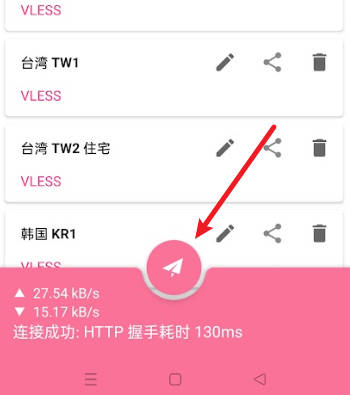 VLESS
台湾 TW1
VLESS
台湾 TW2 住宅
VLESS
韩国 KR1
VLESS
▲ 27.54 kB/s
▼ 15.17 kB/s
连接成功: HTTP 握手耗时 130ms